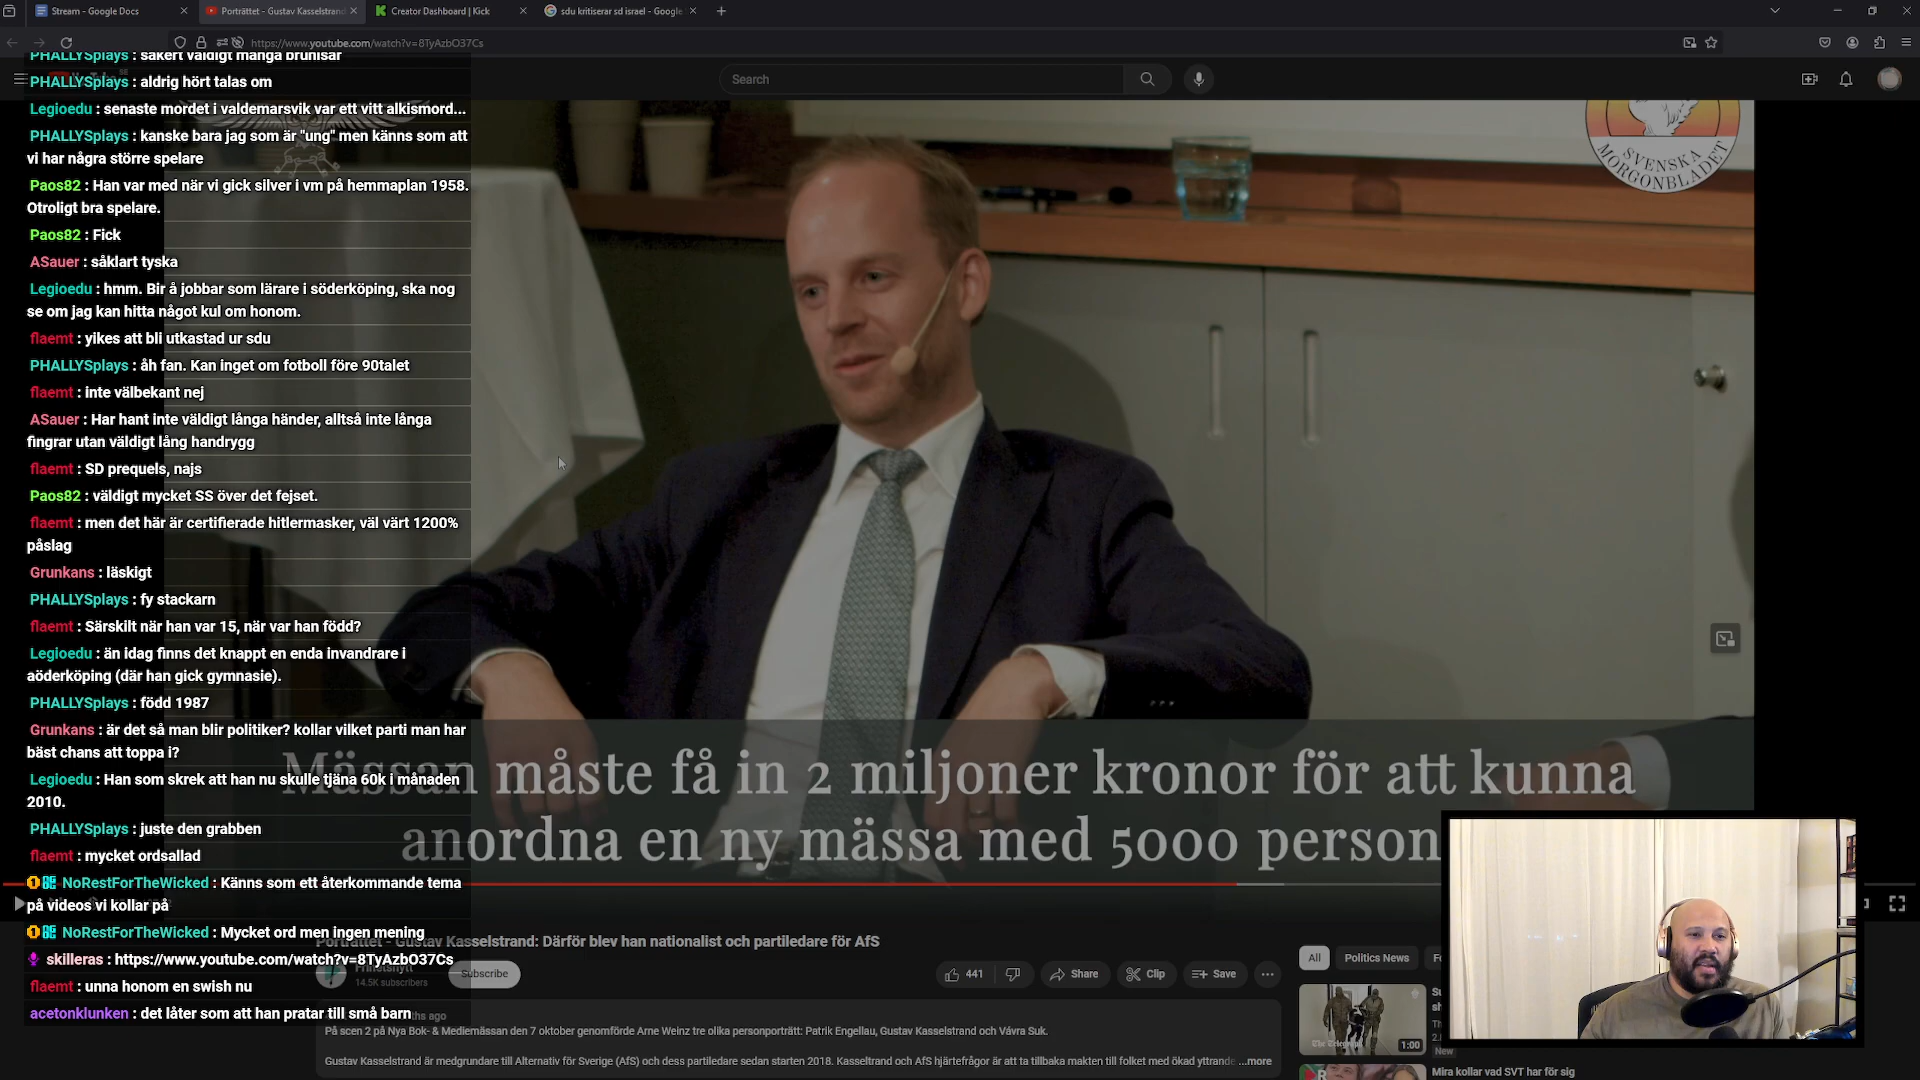 Stream - Google Docs
Porträttet - Gustav Kasselstrand
Creator Dashboard | Kick
sdu kritiserar sd israel - Google
https://www.youtube.com/watch?v=8TyAzbO37Cs
Search
SVENSKA MORGONBLADET
PHALLYSplays : säkert väldigt många brunisar
PHALLYSplays : aldrig hört talas om
Legioedu : senaste mordet i valdemarsvik var ett vitt alkismord...
PHALLYSplays : kanske bara jag som är "ung" men känns som att
vi har några större spelare
Paos82 : Han var med när vi gick silver i vm på hemmaplan 1958.
Otroligt bra spelare.
Paos82 : Fick
ASauer : såklart tyska
Legioedu : hmm. Bir å jobbar som lärare i söderköping, ska nog
se om jag kan hitta något kul om honom.
flaemt : yikes att bli utkastad ur sdu
PHALLYSplays : åh fan. Kan inget om fotboll före 90talet
flaemt : inte välbekant nej
ASauer : Har hant inte väldigt långa händer, alltså inte långa
fingrar utan väldigt lång handrygg
flaemt : SD prequels, najs
Paos82 : väldigt mycket SS över det fejset.
flaemt : men det här är certifierade hitlermasker, väl värt 1200%
påslag
Grunkans : läskigt
PHALLYSplays : fy stackarn
flaemt : Särskilt när han var 15, när var han född?
Legioedu : än idag finns det knappt en enda invandrare i
aöderköping (där han gick gymnasie).
PHALLYSplays : född 1987
Grunkans : är det så man blir politiker? kollar vilket parti man har
bäst chans att toppa i?
Legioedu : Han som skrek att han nu skulle tjäna 60k i månaden
2010.
PHALLYSplays : juste den grabben
flaemt : mycket ordsallad
NoRestForTheWicked : Känns som ett återkommande tema
på videos vi kollar på
NoRestForTheWicked : Mycket ord men ingen mening
skilleras : https://www.youtube.com/watch?v=8TyAzbO37Cs
flaemt : unna honom en swish nu
acetonklunken : det låter som att han pratar till små barn
Mässan måste få in 2 miljoner kronor för att kunna
anordna en ny mässa med 5000 person
Porträttet - Gustav Kasselstrand: Därför blev han nationalist och partiledare för AfS
Frihetsnytt
14.5K subscribers
Subscribe
441
Share
Clip
Save
All
Politics News
ths ago
På scen 2 på Nya Bok- & Mediemässan den 7 oktober genomförde Arne Weinz tre olika personporträtt: Patrik Engellau, Gustav Kasselstrand och Vávra Suk.
Gustav Kasselstrand är medgrundare till Alternativ för Sverige (AfS) och dess partiledare sedan starten 2018. Kasseltrand och AfS hjärtefrågor är att ta tillbaka makten till folket med ökad yttrande ...more
The Telegraph
1:00
New
Mira kollar vad SVT har för sig